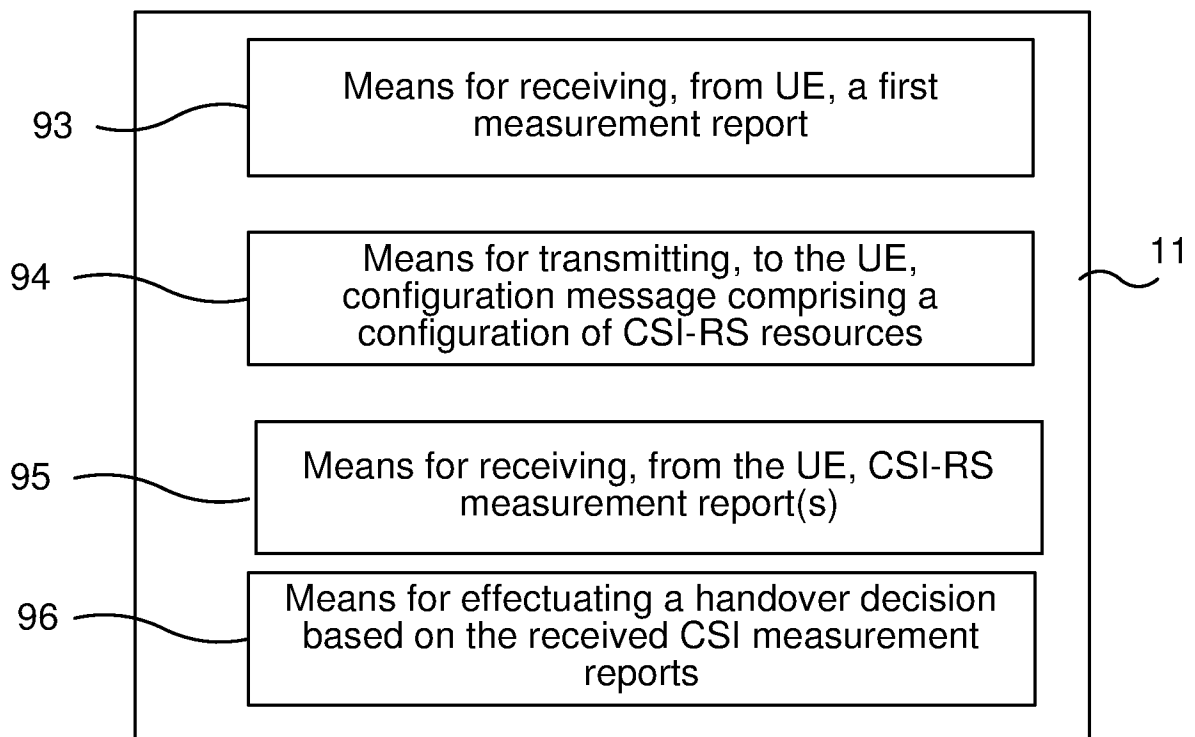 Means for receiving, from UE, a first
measurement report
93
Means for transmitting, to the UE,
configuration message comprising a
configuration of CSI-RS resources
94
11
Means for receiving, from the UE, CSI-RS
measurement report(s)
95
Means for effectuating a handover decision
based on the received CSI measurement
reports
96